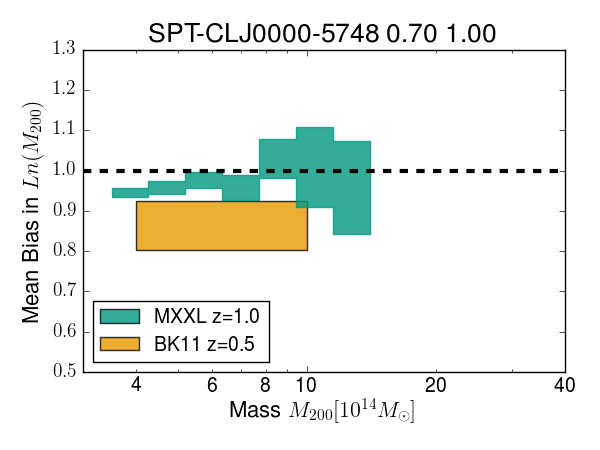 SPT-CLJ0000-5748 0.70 1.00
Mean Bias in Ln(M₂₀₀)
1.3
1.2
1.1
1.0
0.9
0.8
0.7
0.6
0.5
MXXL z=1.0
BK11 z=0.5
4 6 8 10 20 40
Mass M₂₀₀[10¹⁴M☉]